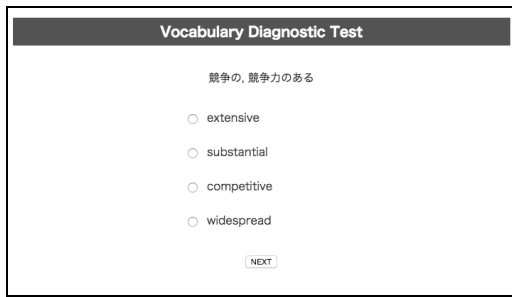 Vocabulary Diagnostic Test
競争の, 競争力のある
extensive
substantial
competitive
widespread
NEXT